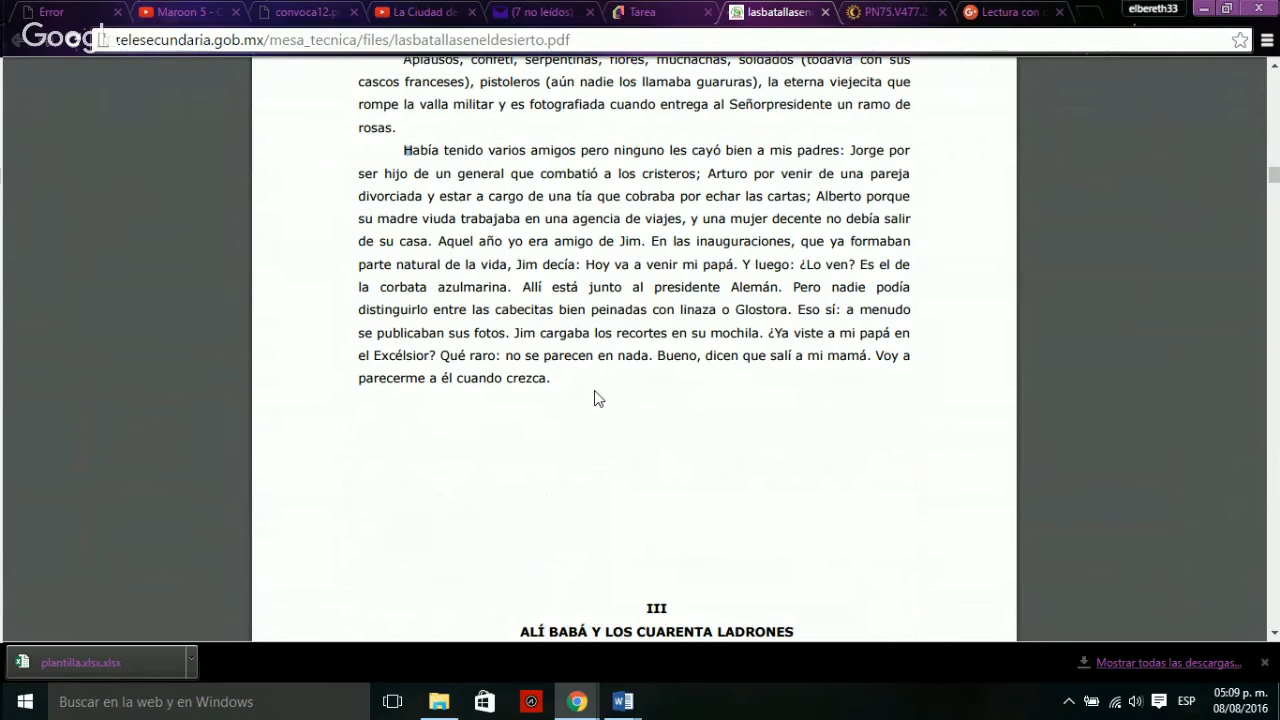 Error
Maroon 5 - C
convoca12.p
La Ciudad de
(7 no leídos)
Tarea
lasbatallasen
PN75.V477.2
Lectura con c
elbereth33
Goog
telesecundaria.gob.mx/mesa_tecnica/files/lasbatallaseneldesierto.pdf
Aplausos, confeti, serpentinas, flores, muchachas, soldados (todavía con sus
cascos franceses), pistoleros (aún nadie los llamaba guaruras), la eterna viejecita que
rompe la valla militar y es fotografiada cuando entrega al Señorpresidente un ramo de
rosas.
Había tenido varios amigos pero ninguno les cayó bien a mis padres: Jorge por
ser hijo de un general que combatió a los cristeros; Arturo por venir de una pareja
divorciada y estar a cargo de una tía que cobraba por echar las cartas; Alberto porque
su madre viuda trabajaba en una agencia de viajes, y una mujer decente no debía salir
de su casa. Aquel año yo era amigo de Jim. En las inauguraciones, que ya formaban
parte natural de la vida, Jim decía: Hoy va a venir mi papá. Y luego: ¿Lo ven? Es el de
la corbata azulmarina. Allí está junto al presidente Alemán. Pero nadie podía
distinguirlo entre las cabecitas bien peinadas con linaza o Glostora. Eso sí: a menudo
se publicaban sus fotos. Jim cargaba los recortes en su mochila. ¿Ya viste a mi papá en
el Excélsior? Qué raro: no se parecen en nada. Bueno, dicen que salí a mi mamá. Voy a
parecerme a él cuando crezca.
III
ALÍ BABÁ Y LOS CUARENTA LADRONES
plantilla.xlsx.xlsx
Mostrar todas las descargas...
Buscar en la web y en Windows
ESP
05:09 p. m.
08/08/2016